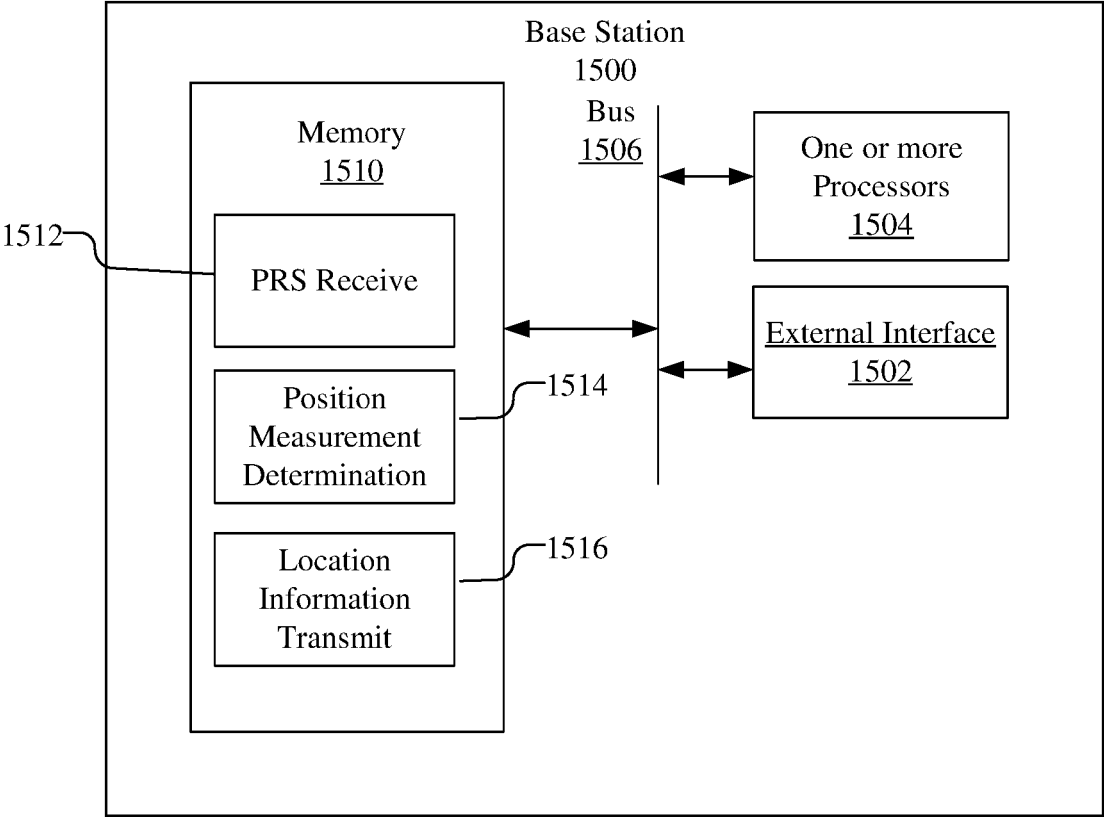 Base Station
1500
Memory
1510
Bus
1506
One or more
Processors
1504
1512
PRS Receive
External Interface
1502
1514
Position
Measurement
Determination
1516
Location
Information
Transmit